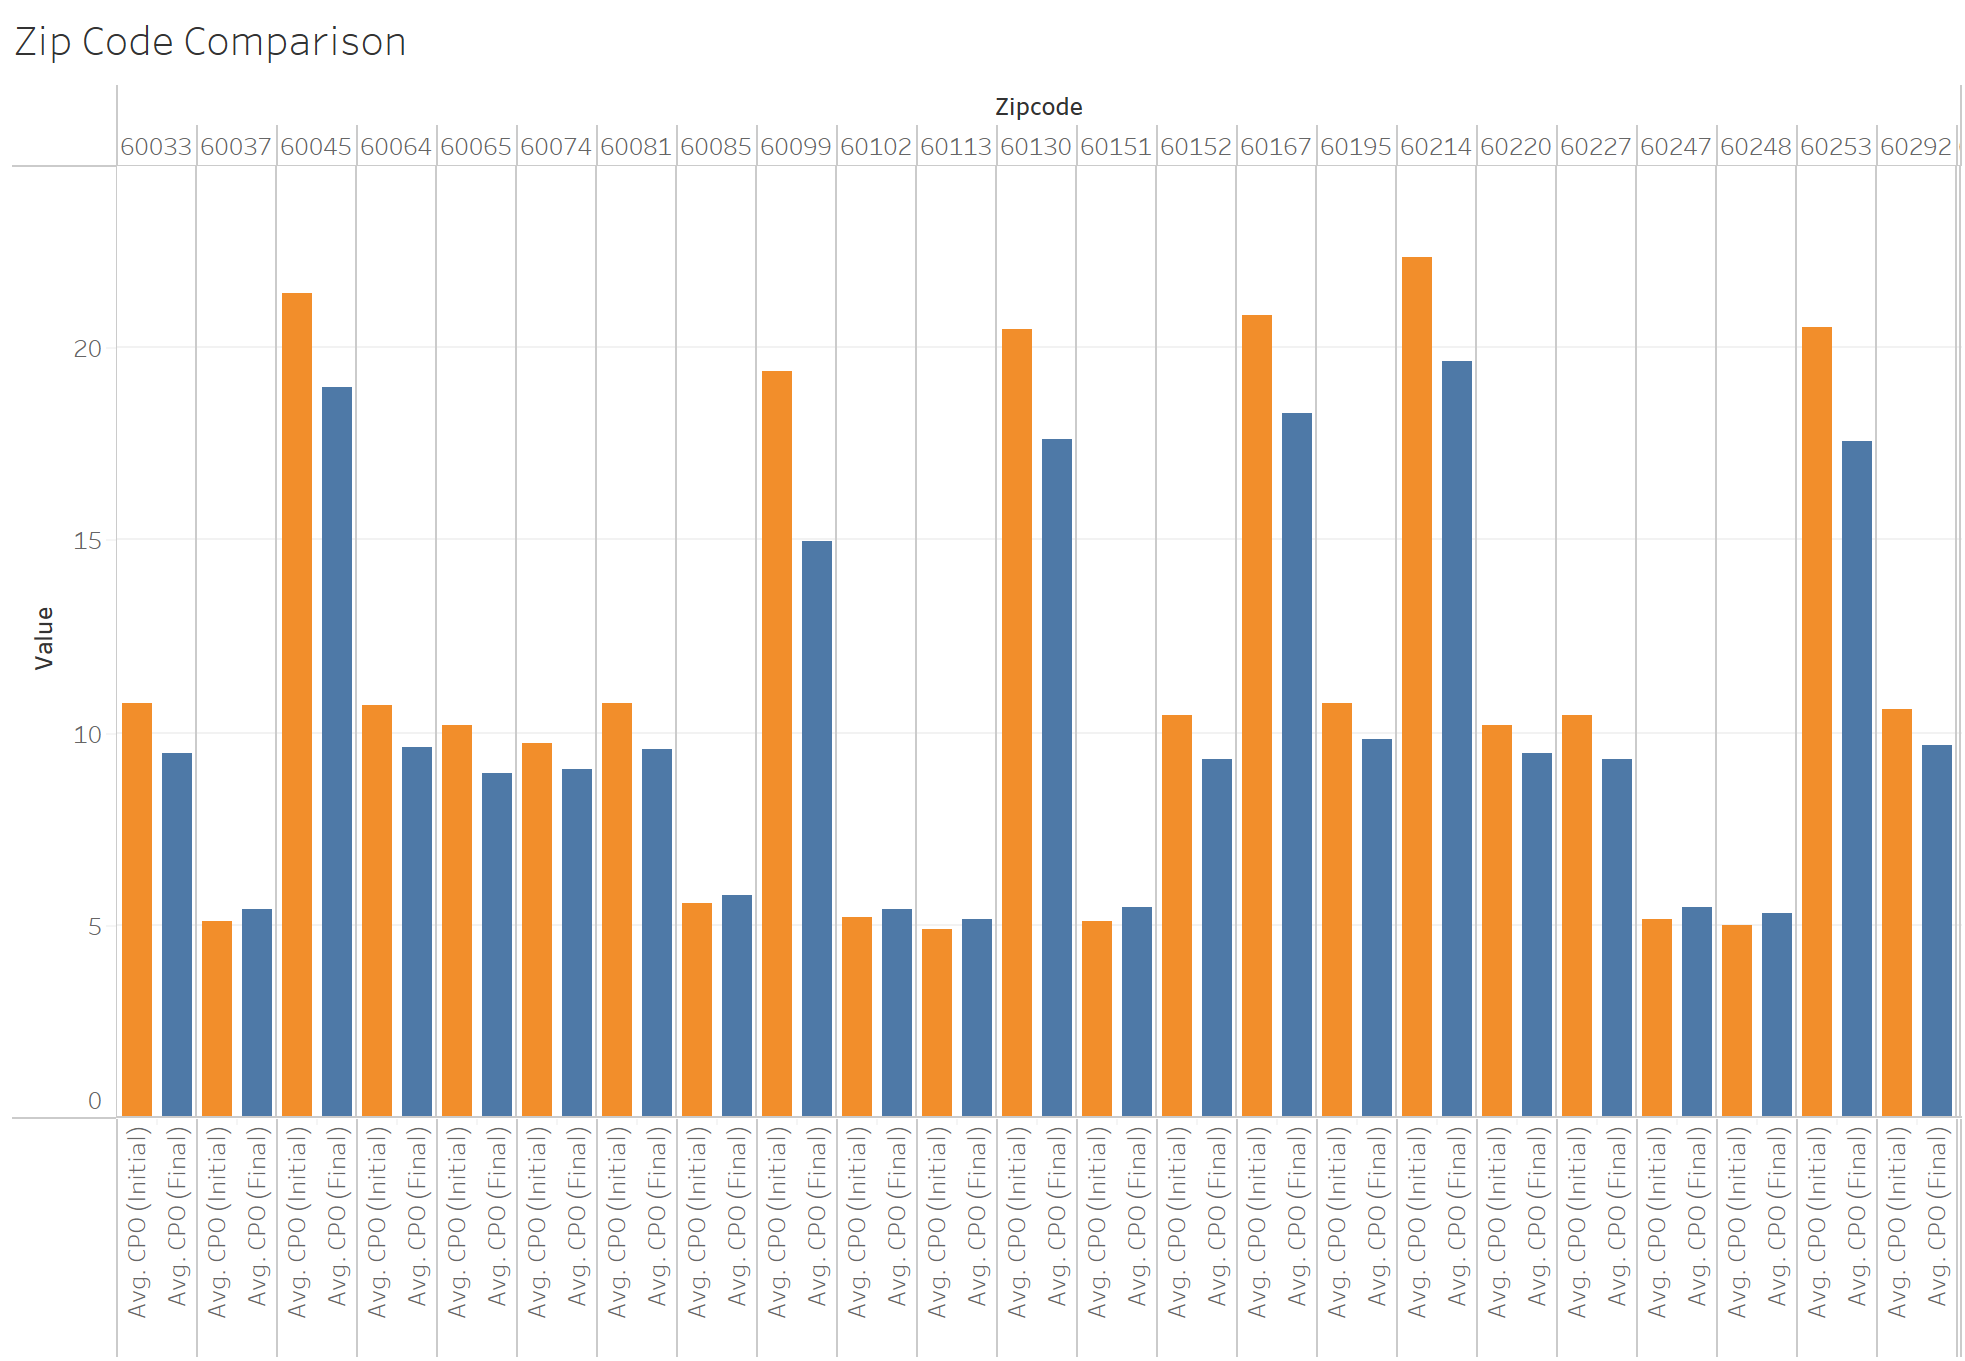 Zip Code Comparison
Zipcode
60033 60037 60045 60064 60065 60074 60081 60085 60099 60102 60113 60130 60151 60152 60167 60195 60214 60220 60227 60247 60248 60253 60292
Value
20
15
10
5
0
Avg. CPO (Initial)
Avg. CPO (Final)
Avg. CPO (Initial)
Avg. CPO (Final)
Avg. CPO (Initial)
Avg. CPO (Final)
Avg. CPO (Initial)
Avg. CPO (Final)
Avg. CPO (Initial)
Avg. CPO (Final)
Avg. CPO (Initial)
Avg. CPO (Final)
Avg. CPO (Initial)
Avg. CPO (Final)
Avg. CPO (Initial)
Avg. CPO (Final)
Avg. CPO (Initial)
Avg. CPO (Final)
Avg. CPO (Initial)
Avg. CPO (Final)
Avg. CPO (Initial)
Avg. CPO (Final)
Avg. CPO (Initial)
Avg. CPO (Final)
Avg. CPO (Initial)
Avg. CPO (Final)
Avg. CPO (Initial)
Avg. CPO (Final)
Avg. CPO (Initial)
Avg. CPO (Final)
Avg. CPO (Initial)
Avg. CPO (Final)
Avg. CPO (Initial)
Avg. CPO (Final)
Avg. CPO (Initial)
Avg. CPO (Final)
Avg. CPO (Initial)
Avg. CPO (Final)
Avg. CPO (Initial)
Avg. CPO (Final)
Avg. CPO (Initial)
Avg. CPO (Final)
Avg. CPO (Initial)
Avg. CPO (Final)
Avg. CPO (Initial)
Avg. CPO (Final)